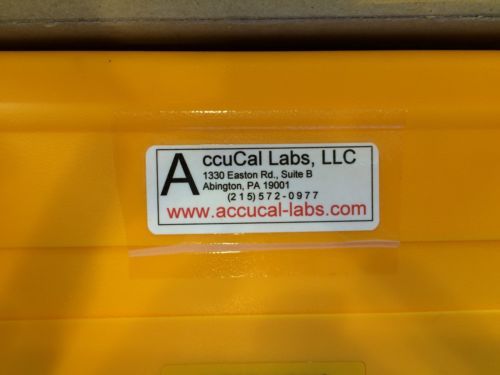 AccuCal Labs, LLC
1330 Easton Rd., Suite B
Abington, PA 19001
(215)572-0977
www.accucal-labs.com